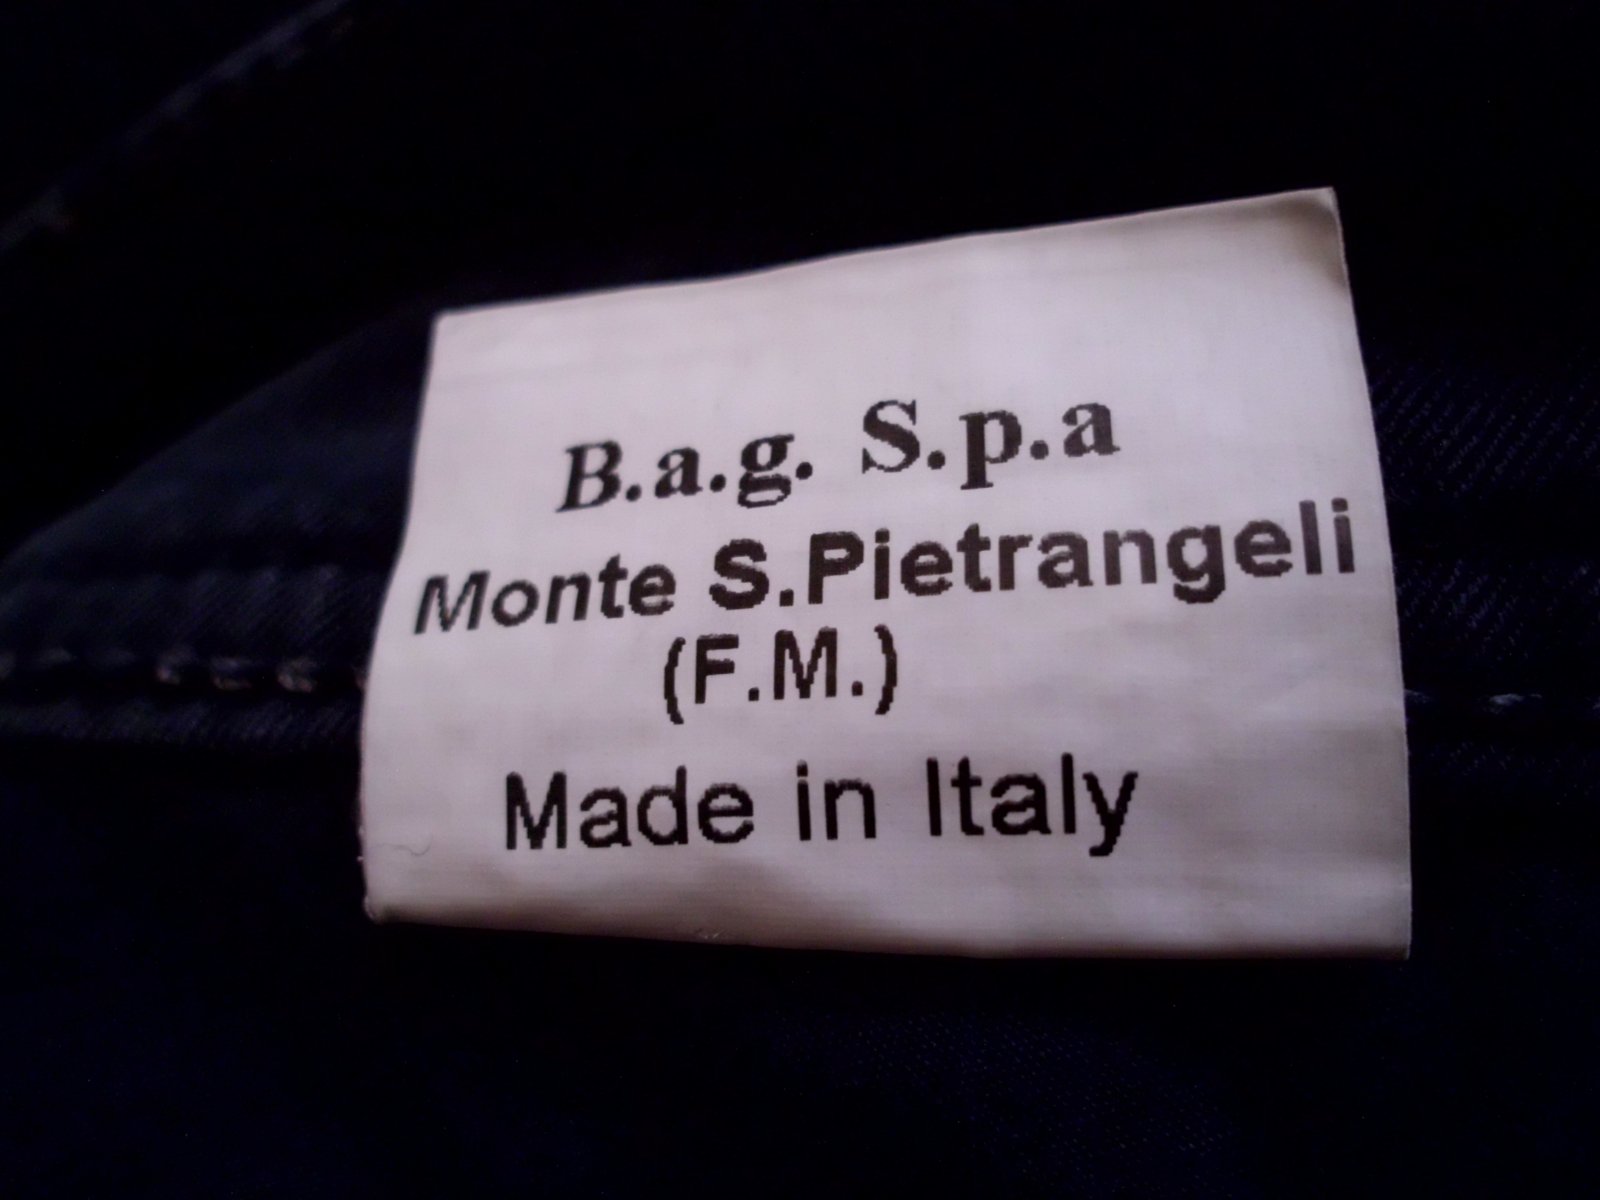 B.a.g. S.p.a
Monte S.Pietrangeli
(F.M.)
Made in Italy